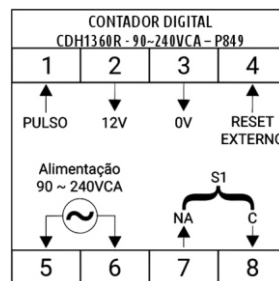 CONTADOR DIGITAL
CDH1360R - 90~240VCA – P849
1 2 3 4
PULSO 12V 0V RESET
EXTERNO
Alimentação
90 ~ 240VCA
S1
NA C
5 6 7 8